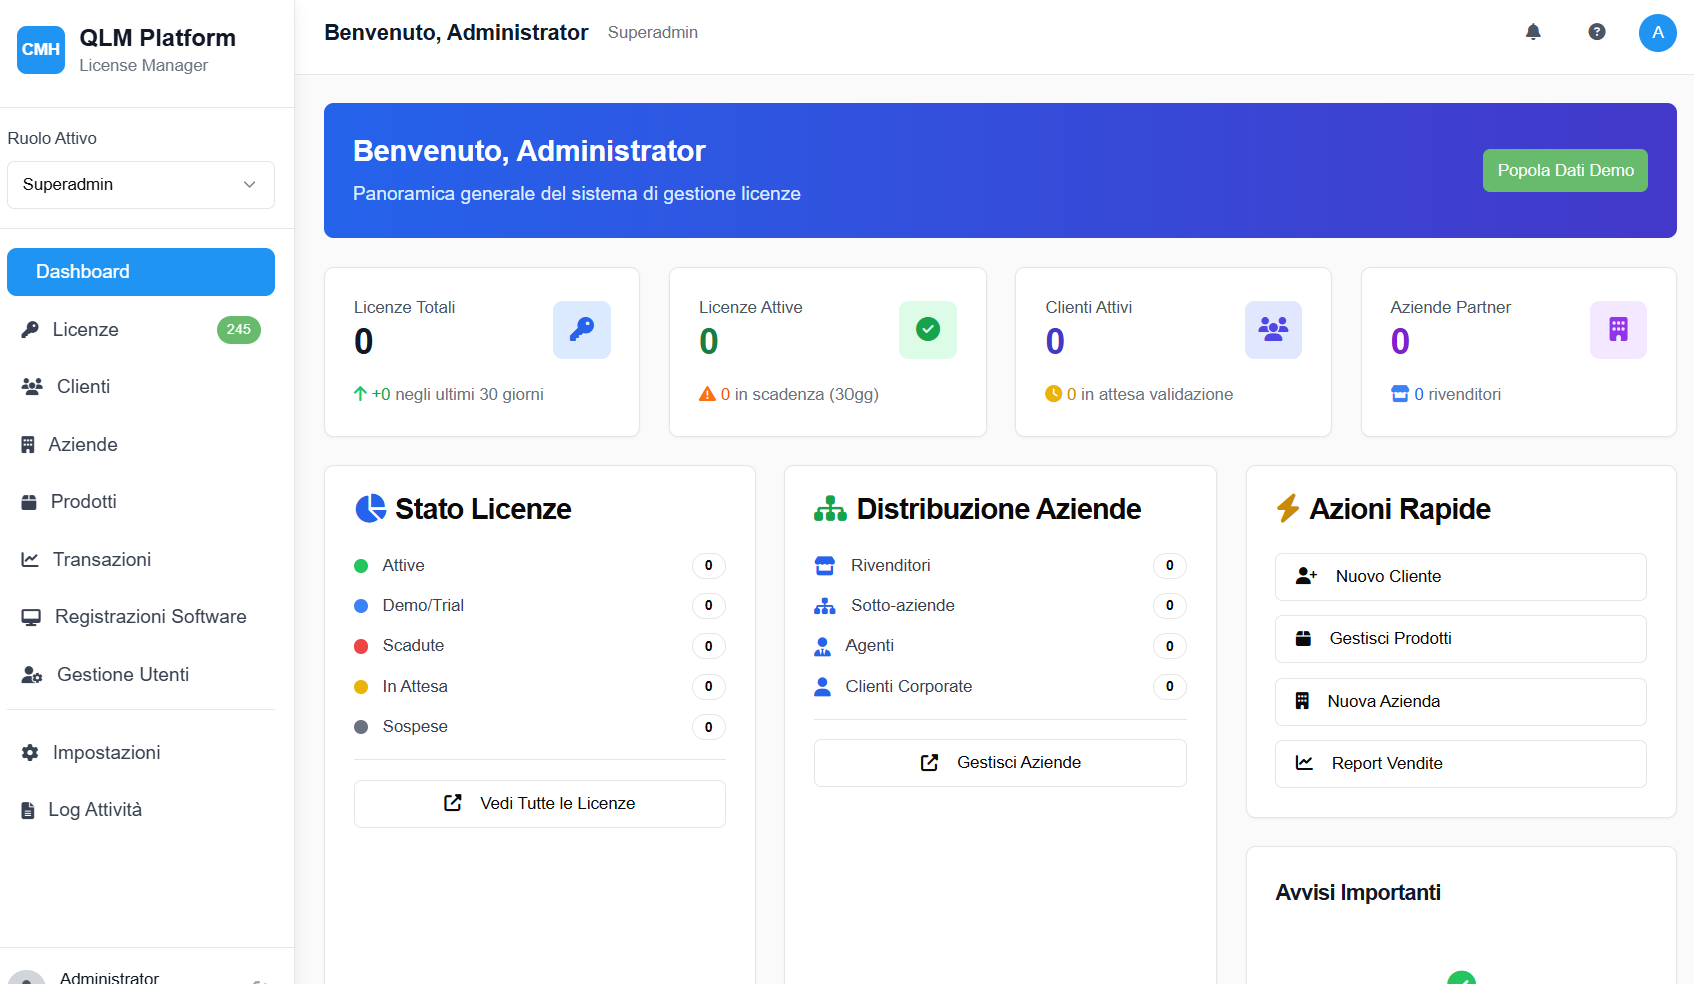 CMH
QLM Platform
License Manager
Ruolo Attivo
Superadmin
Dashboard
Licenze 245
Clienti
Aziende
Prodotti
Transazioni
Registrazioni Software
Gestione Utenti
Impostazioni
Log Attività
Administrator
Benvenuto, Administrator Superadmin
A
Benvenuto, Administrator
Panoramica generale del sistema di gestione licenze
Popola Dati Demo
Licenze Totali
0
+0 negli ultimi 30 giorni
Licenze Attive
0
0 in scadenza (30gg)
Clienti Attivi
0
0 in attesa validazione
Aziende Partner
0
0 rivenditori
Stato Licenze
Attive 0
Demo/Trial 0
Scadute 0
In Attesa 0
Sospese 0
Vedi Tutte le Licenze
Distribuzione Aziende
Rivenditori 0
Sotto-aziende 0
Agenti 0
Clienti Corporate 0
Gestisci Aziende
Azioni Rapide
Nuovo Cliente
Gestisci Prodotti
Nuova Azienda
Report Vendite
Avvisi Importanti